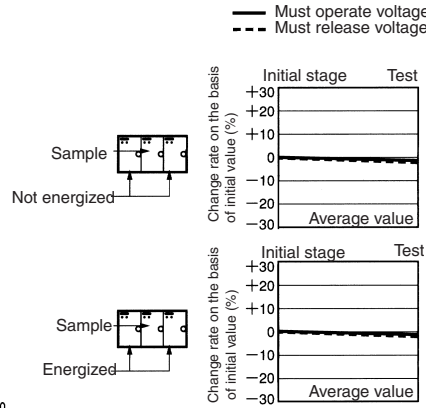 Must operate voltage
Must release voltage
Initial stage Test
Change rate on the basis
of initial value (%)
+30
+20
+10
0
−10
−20
−30
Average value
Sample
Not energized
Initial stage Test
Change rate on the basis
of initial value (%)
+30
+20
+10
0
−10
−20
−30
Average value
Sample
Energized